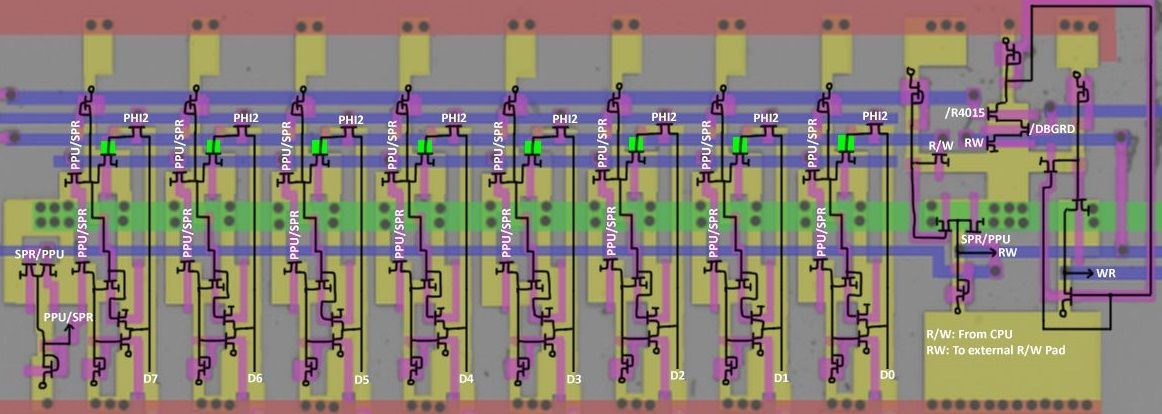 PHI2 PHI2 PHI2 PHI2 PHI2 PHI2 PHI2 PHI2
/R4015
/DBGRD
PPU/SPR PPU/SPR PPU/SPR PPU/SPR PPU/SPR PPU/SPR PPU/SPR PPU/SPR
R/W RW
PPU/SPR PPU/SPR PPU/SPR PPU/SPR PPU/SPR PPU/SPR PPU/SPR PPU/SPR
SPR/PPU
SPR/PPU
RW
WR
PPU/SPR
R/W: From CPU
RW: To external R/W Pad
D7 D6 D5 D4 D3 D2 D1 D0